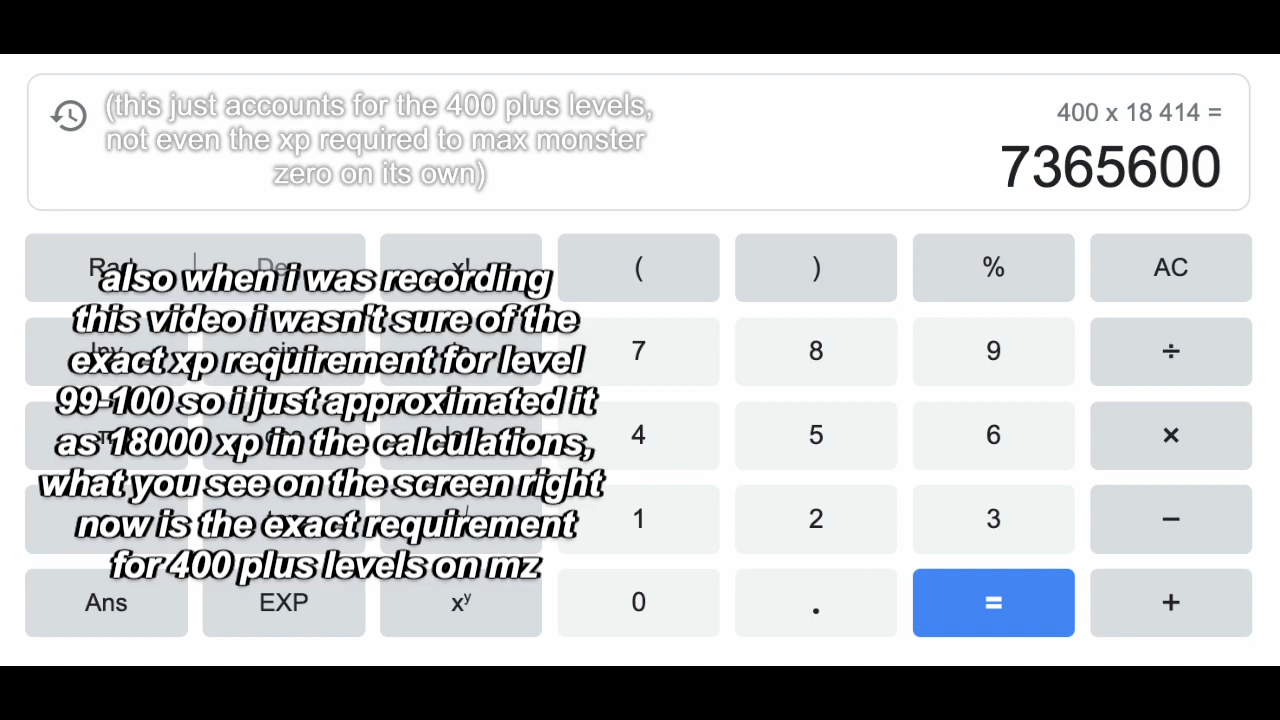 (this just accounts for the 400 plus levels,
not even the xp required to max monster
zero on its own)
400 x 18 414 =
7365600
( ) % AC
also when i was recording
this video i wasn't sure of the
exact xp requirement for level
99-100 so i just approximated it
as 18000 xp in the calculations,
what you see on the screen right
now is the exact requirement
for 400 plus levels on mz
7 8 9 ÷
4 5 6 ×
1 2 3 −
Ans EXP xʸ 0 . = +